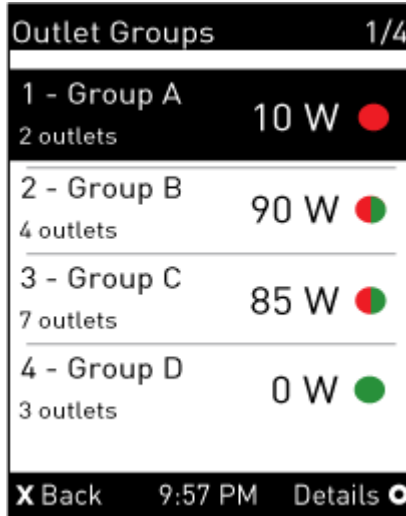 Outlet Groups 1/4
1 - Group A 10 W
2 outlets
2 - Group B 90 W
4 outlets
3 - Group C 85 W
7 outlets
4 - Group D 0 W
3 outlets
X Back 9:57 PM Details O